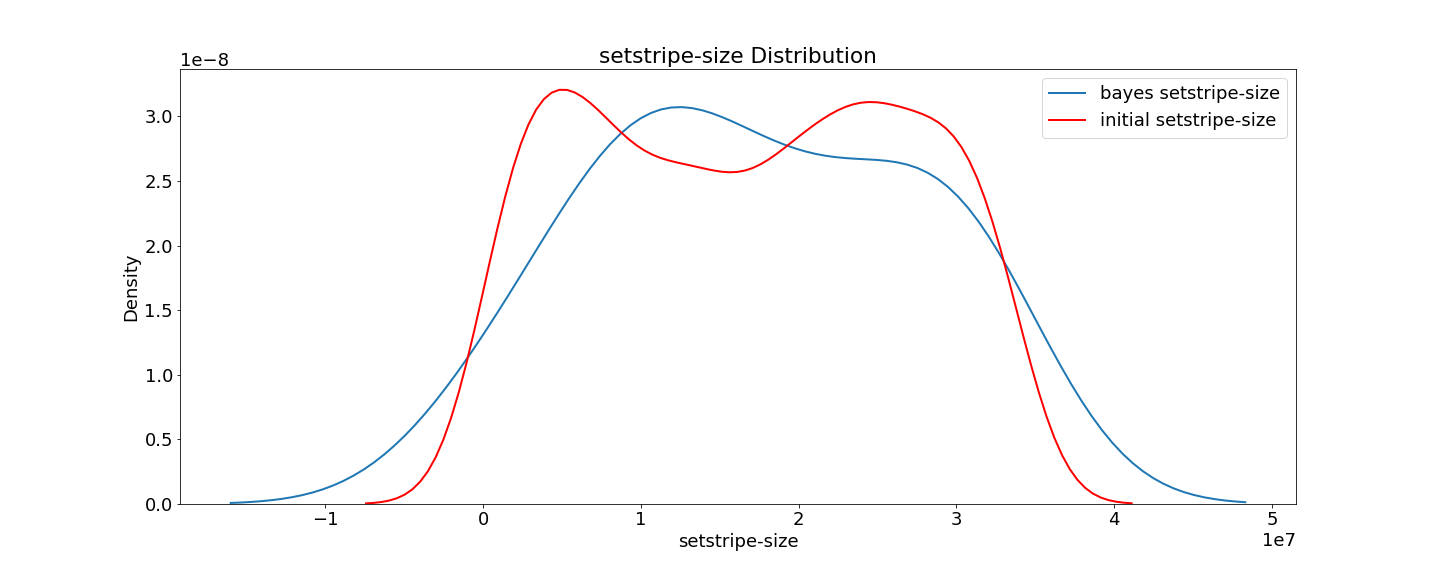 setstripe-size Distribution
1e−8
bayes setstripe-size
initial setstripe-size
3.0
2.5
2.0
1.5
1.0
0.5
0.0
Density
−1 0 1 2 3 4 5
1e7
setstripe-size